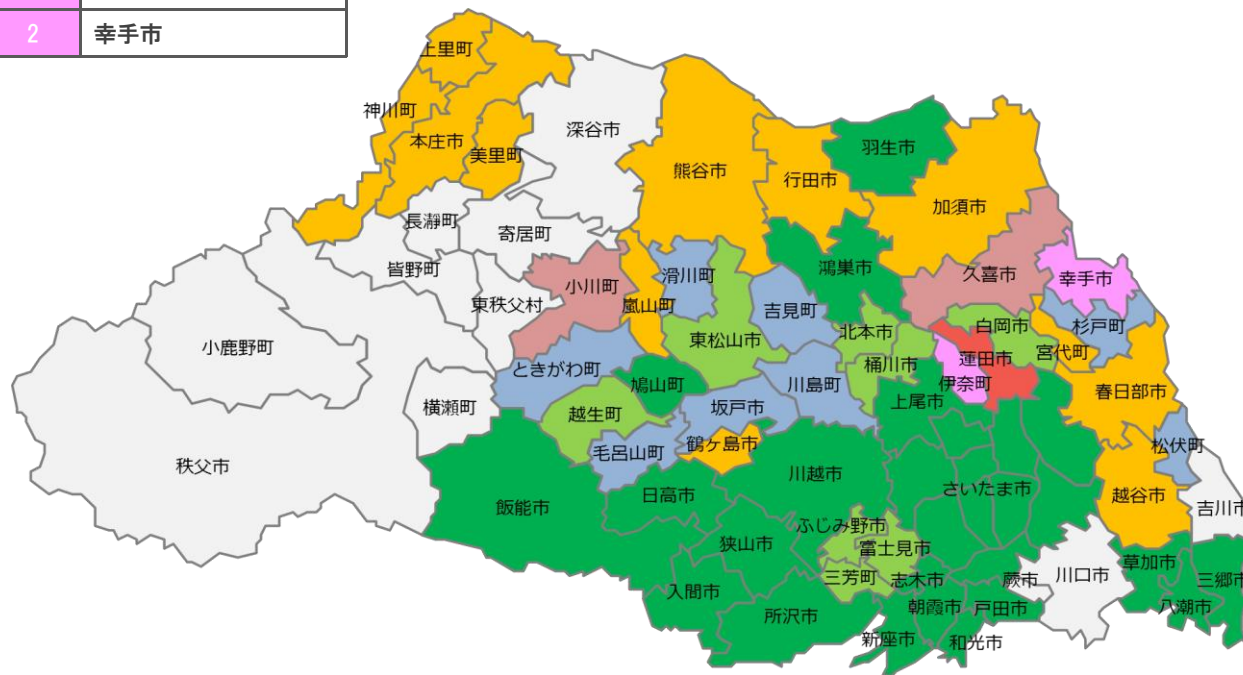 2 幸手市
上里町
神川町
本庄市
美里町
深谷市
熊谷市
行田市
羽生市
加須市
長瀞町
寄居町
皆野町
東秩父村
小川町
嵐山町
滑川町
吉見町
鴻巣市
久喜市
幸手市
小鹿野町
ときがわ町
東松山市
北本市
桶川市
白岡市
杉戸町
宮代町
蓮田市
伊奈町
横瀬町
越生町
鳩山町
坂戸市
川島町
上尾市
春日部市
秩父市
毛呂山町
鶴ヶ島市
川越市
松伏町
飯能市
日高市
さいたま市
越谷市
吉川市
狭山市
ふじみ野市
富士見市
三芳町
志木市
蕨市
川口市
草加市
三郷市
入間市
所沢市
朝霞市
戸田市
八潮市
新座市
和光市